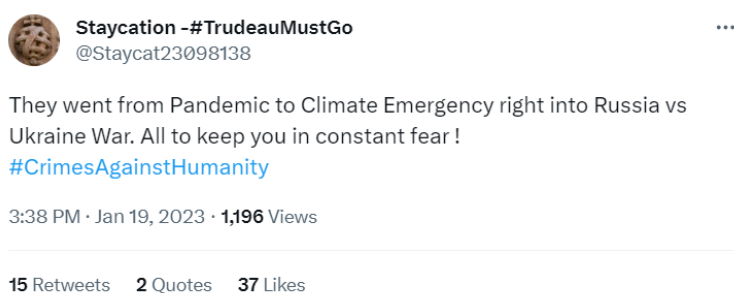 Staycation -#TrudeauMustGo
@Staycat23098138
They went from Pandemic to Climate Emergency right into Russia vs
Ukraine War. All to keep you in constant fear !
#CrimesAgainstHumanity
3:38 PM · Jan 19, 2023 · 1,196 Views
15 Retweets 2 Quotes 37 Likes